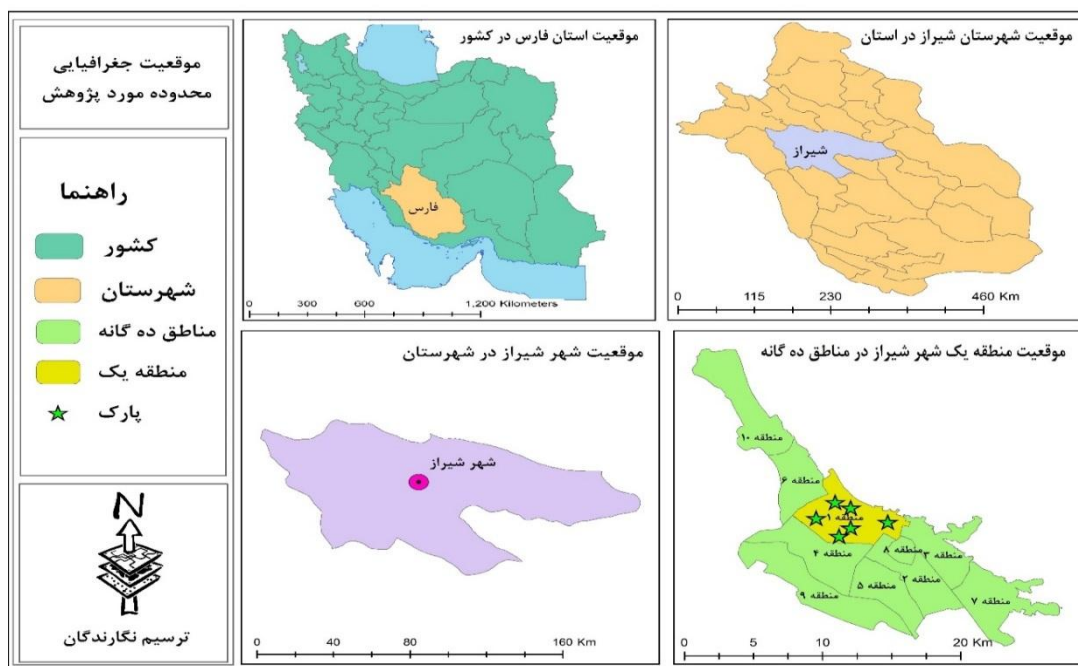 موقعیت جغرافیایی
محدوده مورد پژوهش
راهنما
کشور
شهرستان
مناطق ده گانه
منطقه یک
پارک
N
ترسیم نگارندگان
موقعیت استان فارس در کشور
فارس
0 300 600 1,200 Kilometers
موقعیت شهرستان شیراز در استان
شیراز
0 115 230 460 Km
موقعیت شهر شیراز در شهرستان
شهر شیراز
0 40 80 160 Km
موقعیت منطقه یک شهر شیراز در مناطق ده گانه
منطقه ۱۰
منطقه ۶
منطقه ۱
منطقه ۴
منطقه ۸
منطقه ۳
منطقه ۵
منطقه ۲
منطقه ۹
منطقه ۷
0 5 10 20 Km